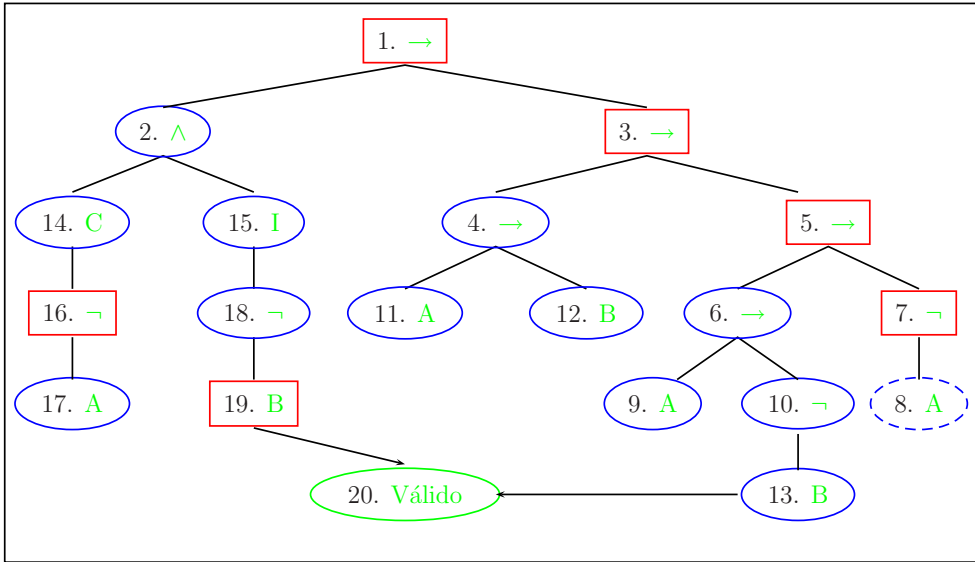 1. →
2. ∧
3. →
14. C
15. I
4. →
5. →
16. ¬
18. ¬
11. A
12. B
6. →
7. ¬
17. A
19. B
9. A
10. ¬
8. A
20. Válido
13. B